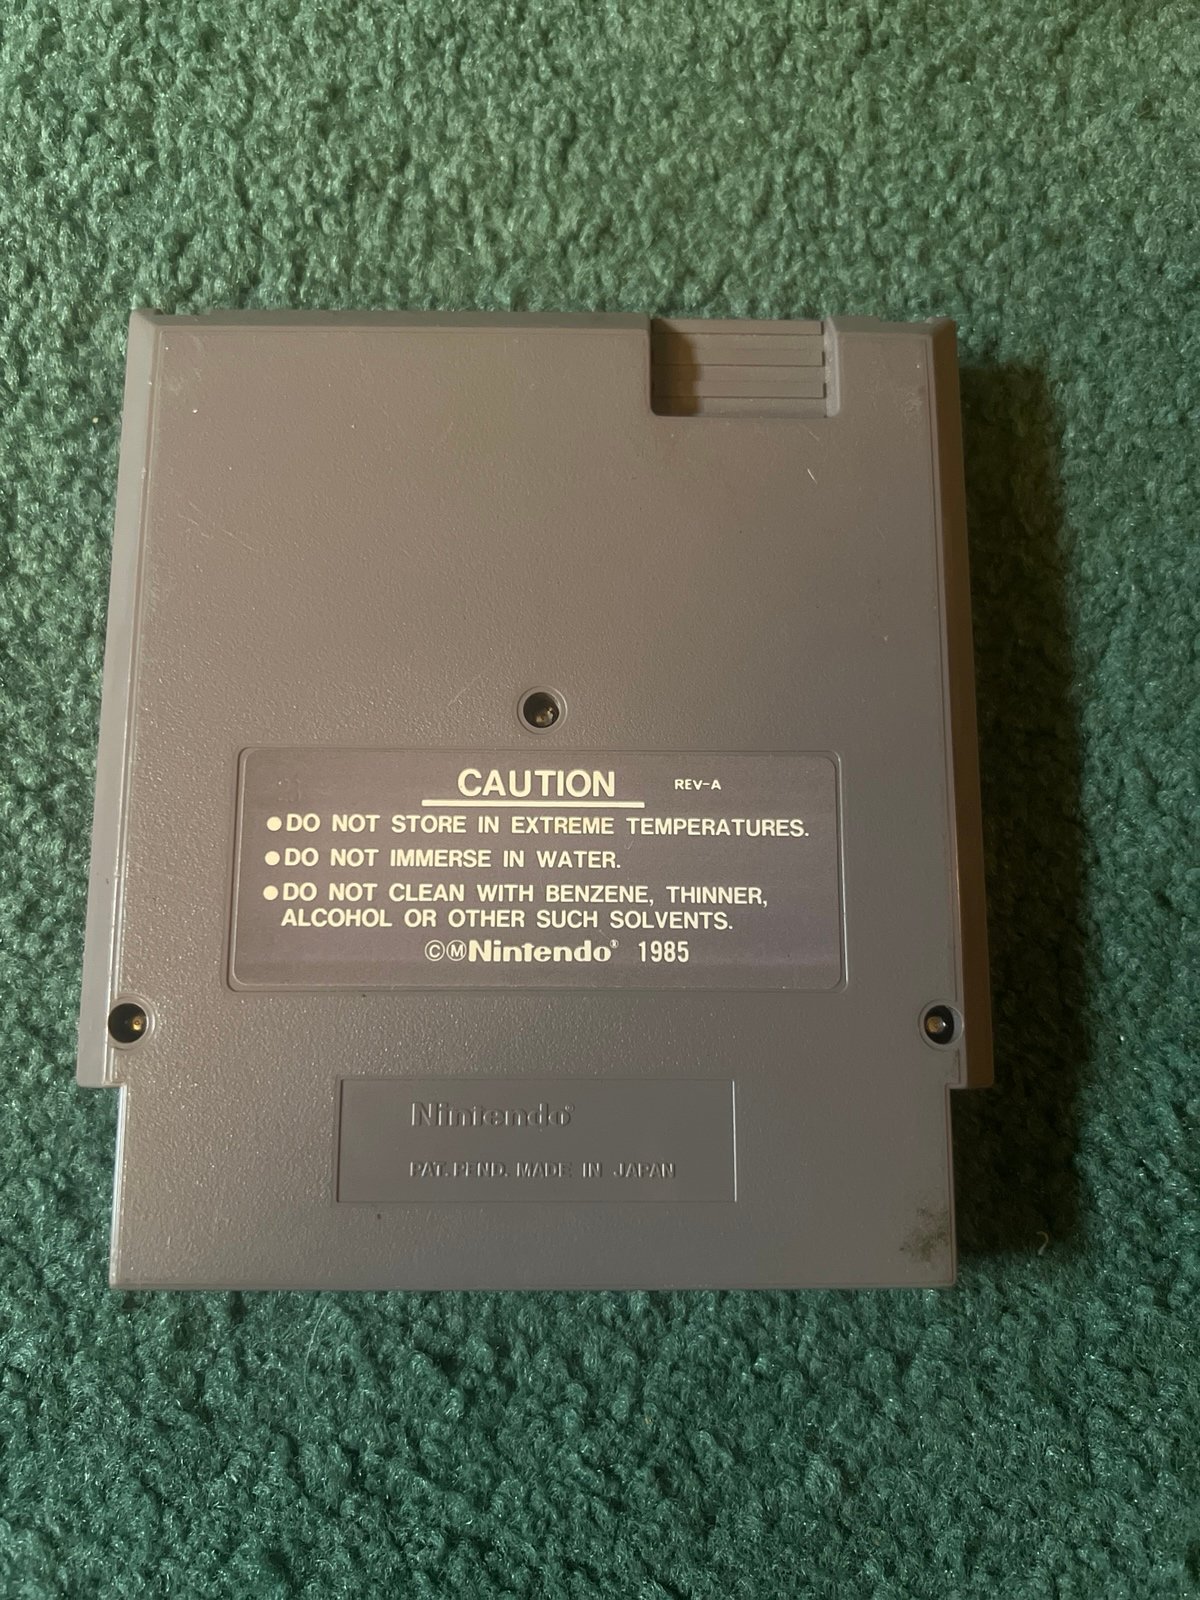 CAUTION REV-A
●DO NOT STORE IN EXTREME TEMPERATURES.
●DO NOT IMMERSE IN WATER.
●DO NOT CLEAN WITH BENZENE, THINNER,
ALCOHOL OR OTHER SUCH SOLVENTS.
©ⓂNintendo® 1985
Nintendo®
PAT. PEND. MADE IN JAPAN